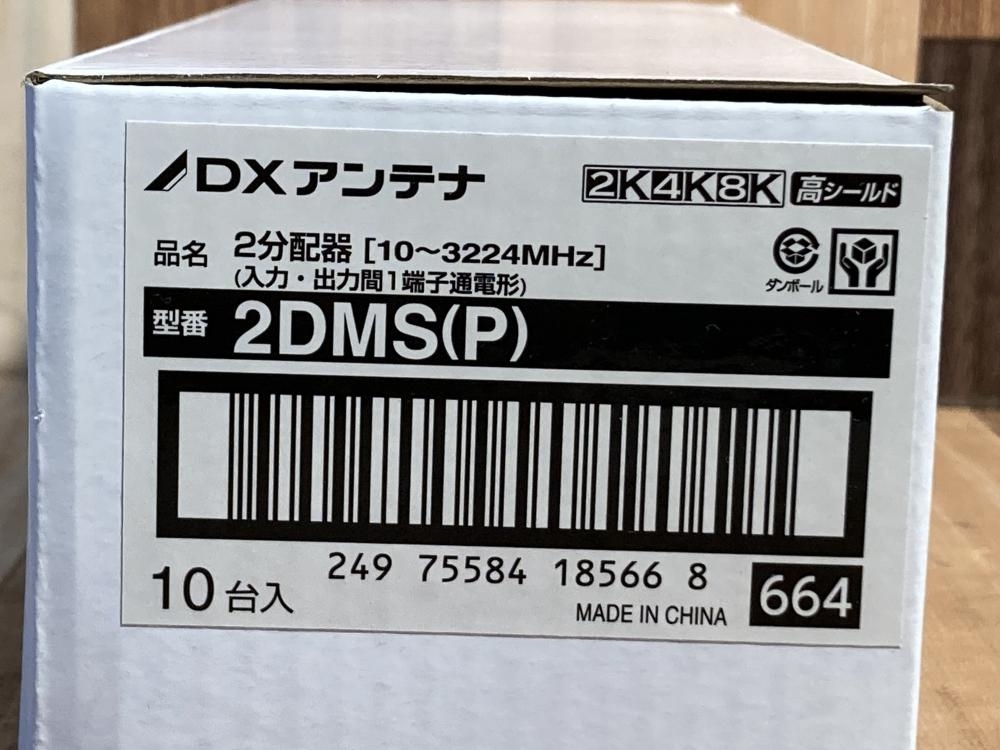 DXアンテナ
2K4K8K 高シールド
品名 2分配器 [10～3224MHz]
(入力・出力間1端子通電形)
ダンボール
型番 2DMS(P)
249 75584 18566 8
10台入
MADE IN CHINA
664